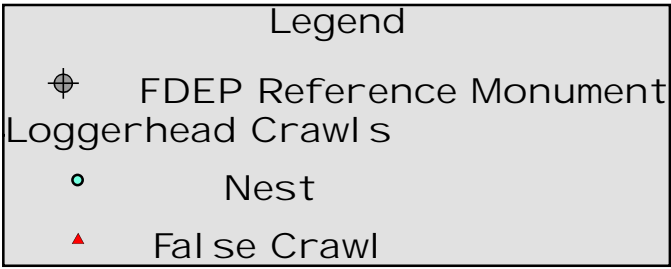 Legend
FDEP Reference Monument
Loggerhead Crawls
Nest
False Crawl